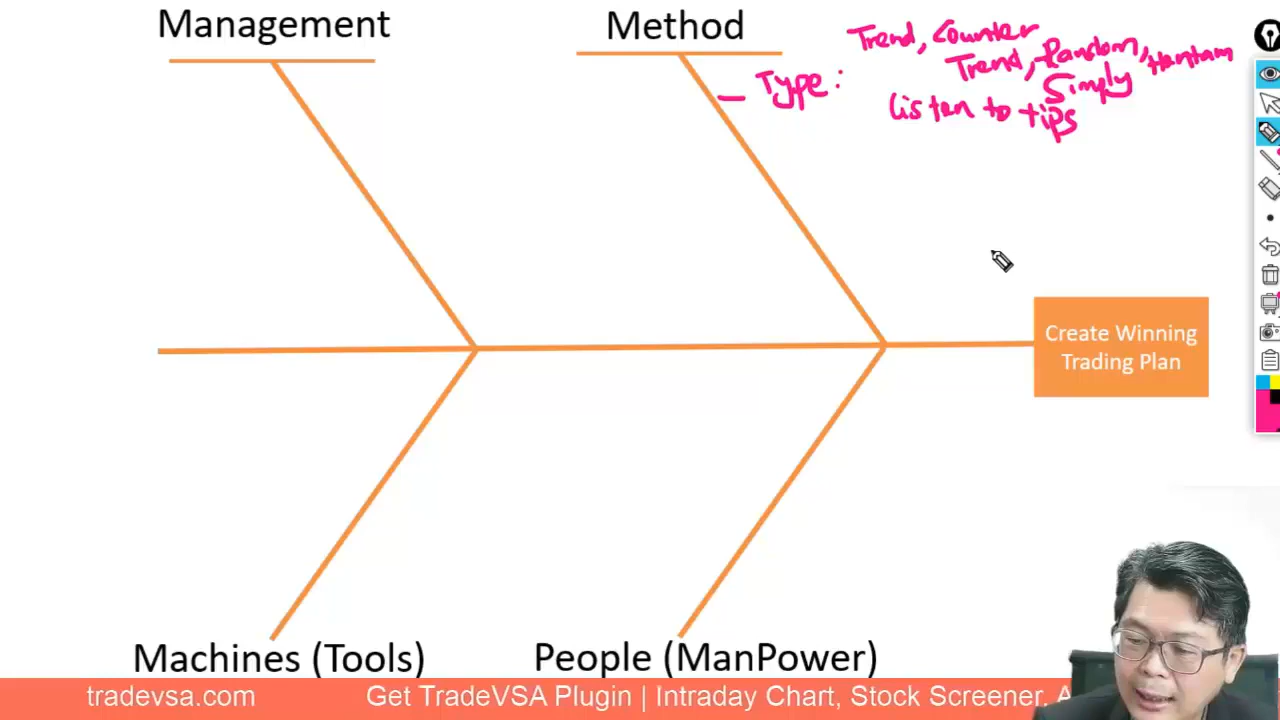 Management
Method
Trend, Counter
Trend, Random,
Simply Hantam
– Type:
listen to tips
Create Winning
Trading Plan
Machines (Tools)
People (ManPower)
tradevsa.com
Get TradeVSA Plugin | Intraday Chart, Stock Screener. A